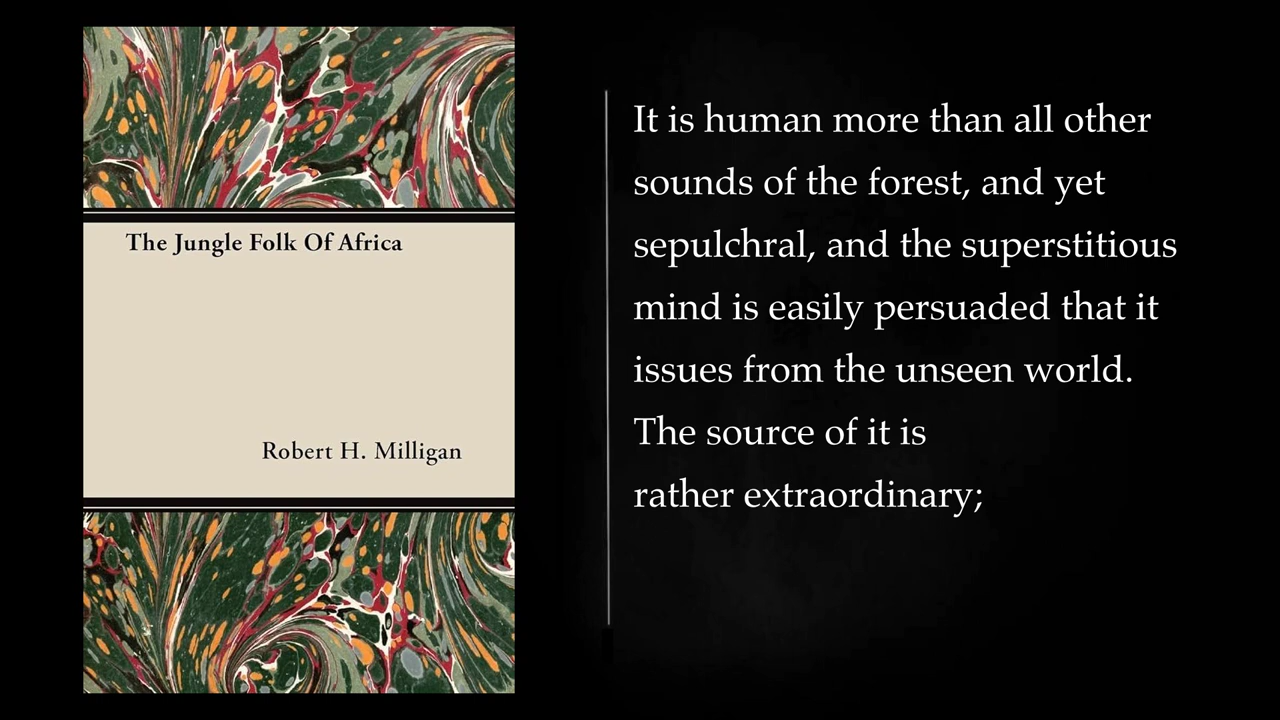 The Jungle Folk Of Africa
Robert H. Milligan
It is human more than all other
sounds of the forest, and yet
sepulchral, and the superstitious
mind is easily persuaded that it
issues from the unseen world.
The source of it is
rather extraordinary;